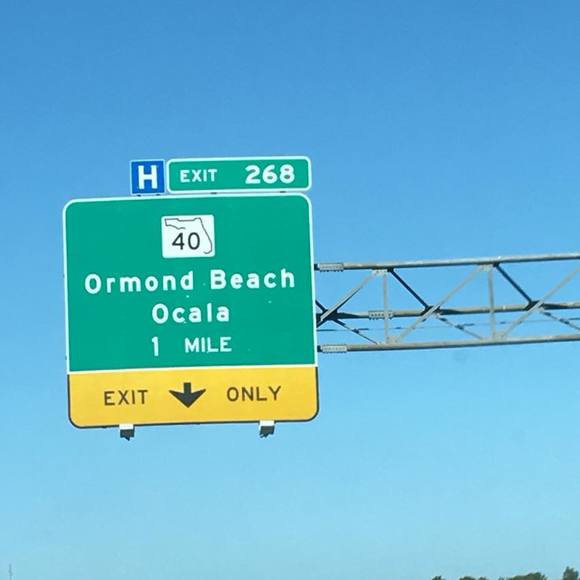 H EXIT 268
40
Ormond Beach
Ocala
1 MILE
EXIT ONLY